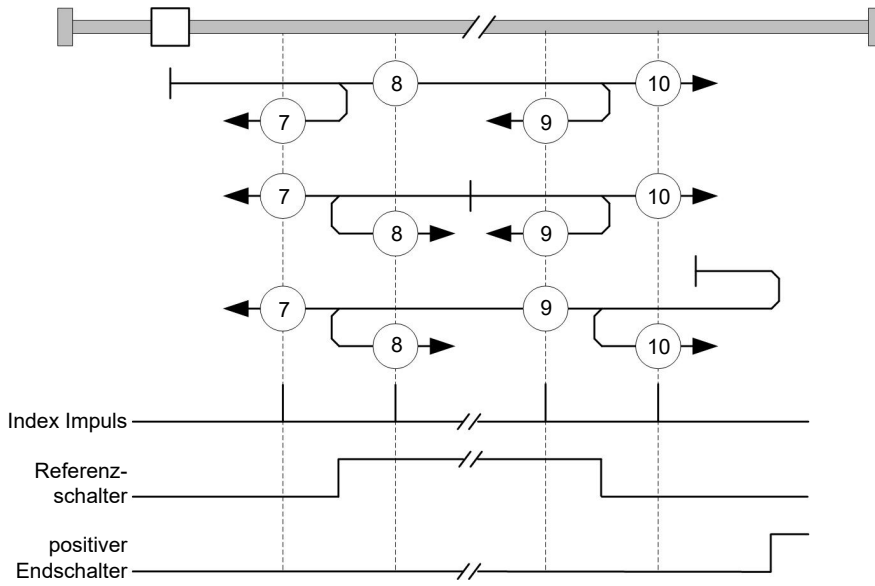 8
10
7
9
7
10
8
9
7
9
8
10
Index Impuls
Referenz-
schalter
positiver
Endschalter